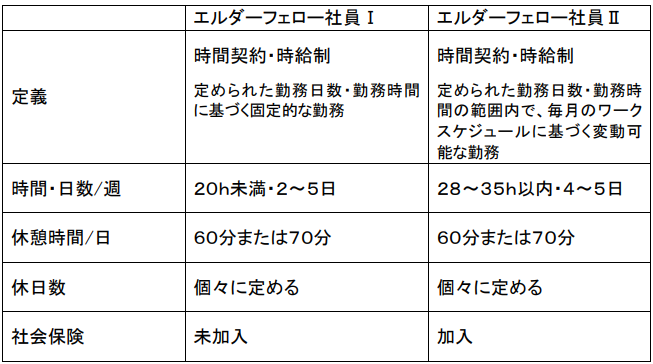 エルダーフェロー社員Ⅰ
エルダーフェロー社員Ⅱ
定義
時間契約・時給制
定められた勤務日数・勤務時間
に基づく固定的な勤務
時間契約・時給制
定められた勤務日数・勤務時
間の範囲内で、毎月のワーク
スケジュールに基づく変動可
能な勤務
時間・日数/週
20h未満・2～5日
28～35h以内・4～5日
休憩時間/日
60分または70分
60分または70分
休日数
個々に定める
個々に定める
社会保険
未加入
加入